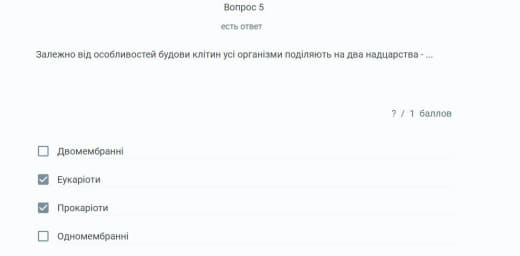 Вопрос 5
есть ответ
Залежно від особливостей будови клітин усі організми поділяють на два надцарства - ...
? / 1 баллов
Двомембранні
Еукаріоти
Прокаріоти
Одномембранні